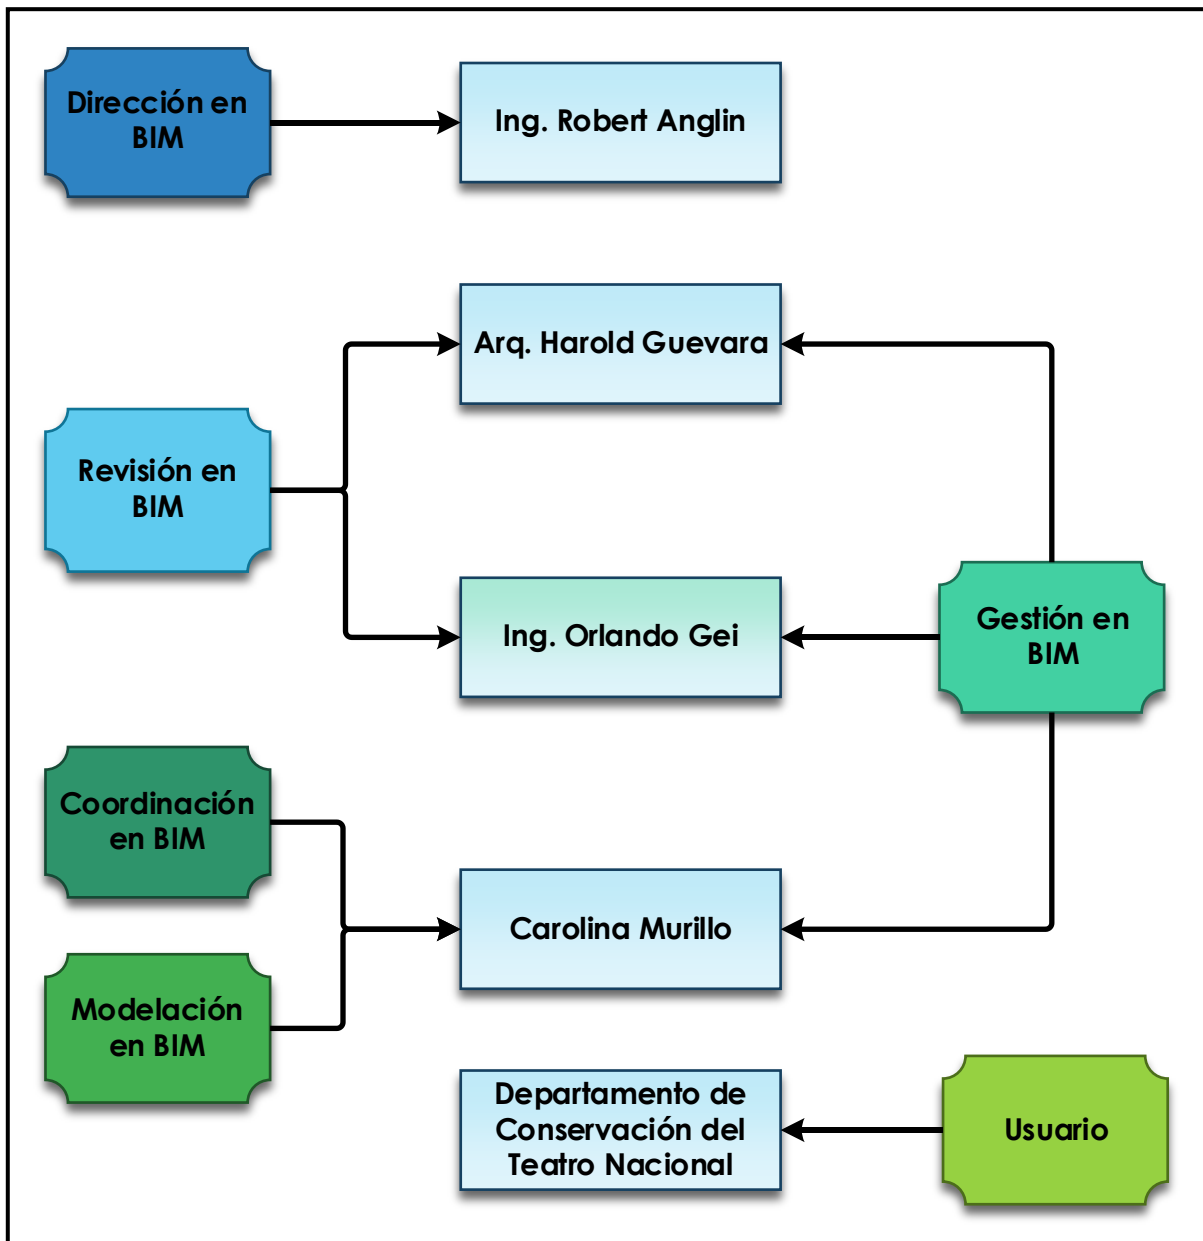 Dirección en
BIM
Ing. Robert Anglin
Arq. Harold Guevara
Revisión en
BIM
Ing. Orlando Gei
Gestión en
BIM
Coordinación
en BIM
Carolina Murillo
Modelación
en BIM
Departamento de
Conservación del
Teatro Nacional
Usuario